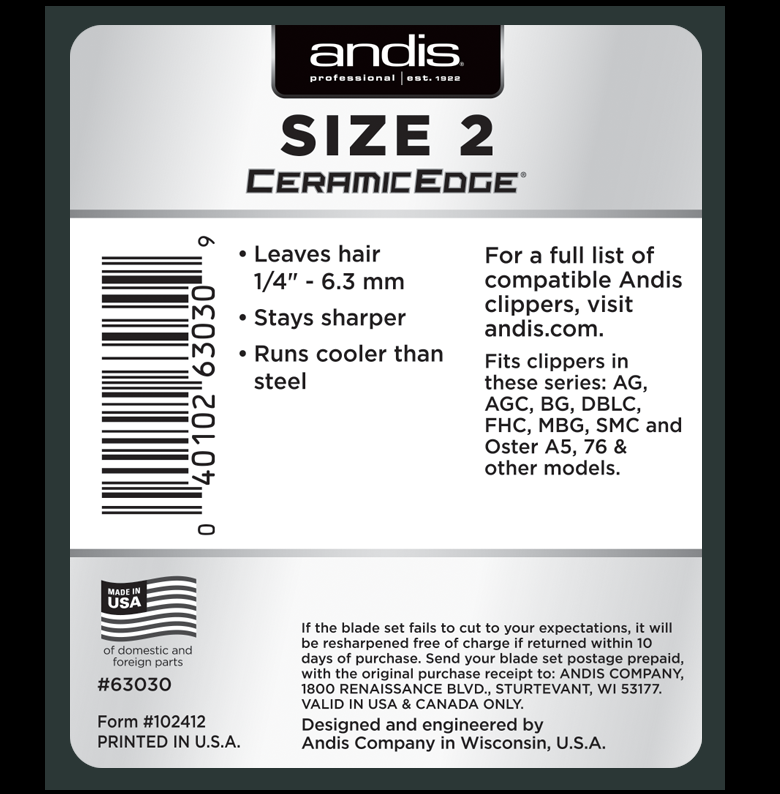 andis®
professional | est. 1922
SIZE 2
CERAMICEDGE®
0 40102 63030 9
• Leaves hair
1/4" - 6.3 mm
• Stays sharper
• Runs cooler than
steel
For a full list of
compatible Andis
clippers, visit
andis.com.
Fits clippers in
these series: AG,
AGC, BG, DBLC,
FHC, MBG, SMC and
Oster A5, 76 &
other models.
MADE IN
USA
of domestic and
foreign parts
#63030
Form #102412
PRINTED IN U.S.A.
If the blade set fails to cut to your expectations, it will
be resharpened free of charge if returned within 10
days of purchase. Send your blade set postage prepaid,
with the original purchase receipt to: ANDIS COMPANY,
1800 RENAISSANCE BLVD., STURTEVANT, WI 53177.
VALID IN USA & CANADA ONLY.
Designed and engineered by
Andis Company in Wisconsin, U.S.A.